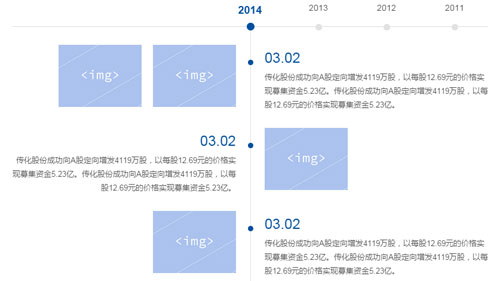 2014
2013
2012
2011
<img>
<img>
03.02
传化股份成功向A股定向增发4119万股，以每股12.69元的价格实
现募集资金5.23亿。传化股份成功向A股定向增发4119万股，以每
股12.69元的价格实现募集资金5.23亿。
03.02
传化股份成功向A股定向增发4119万股，以每股12.69元的价格实
现募集资金5.23亿。传化股份成功向A股定向增发4119万股，以每
股12.69元的价格实现募集资金5.23亿。
<img>
<img>
03.02
传化股份成功向A股定向增发4119万股，以每股12.69元的价格实
现募集资金5.23亿。传化股份成功向A股定向增发4119万股，以每
股12.69元的价格实现募集资金5.23亿。